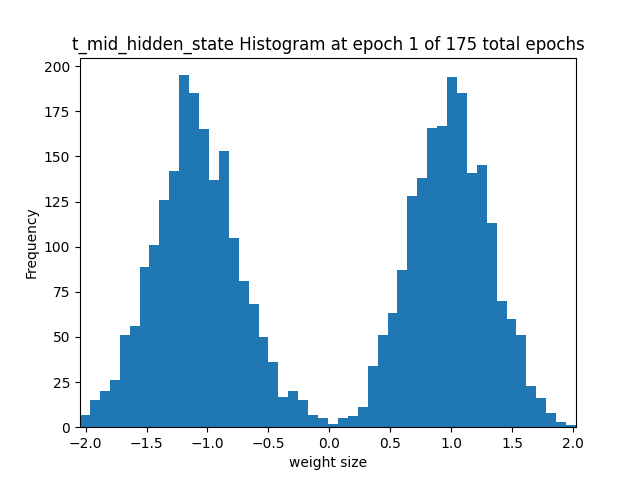 t_mid_hidden_state Histogram at epoch 1 of 175 total epochs
200
175
150
125
100
75
50
25
0
Frequency
−2.0 −1.5 −1.0 −0.5 0.0 0.5 1.0 1.5 2.0
weight size